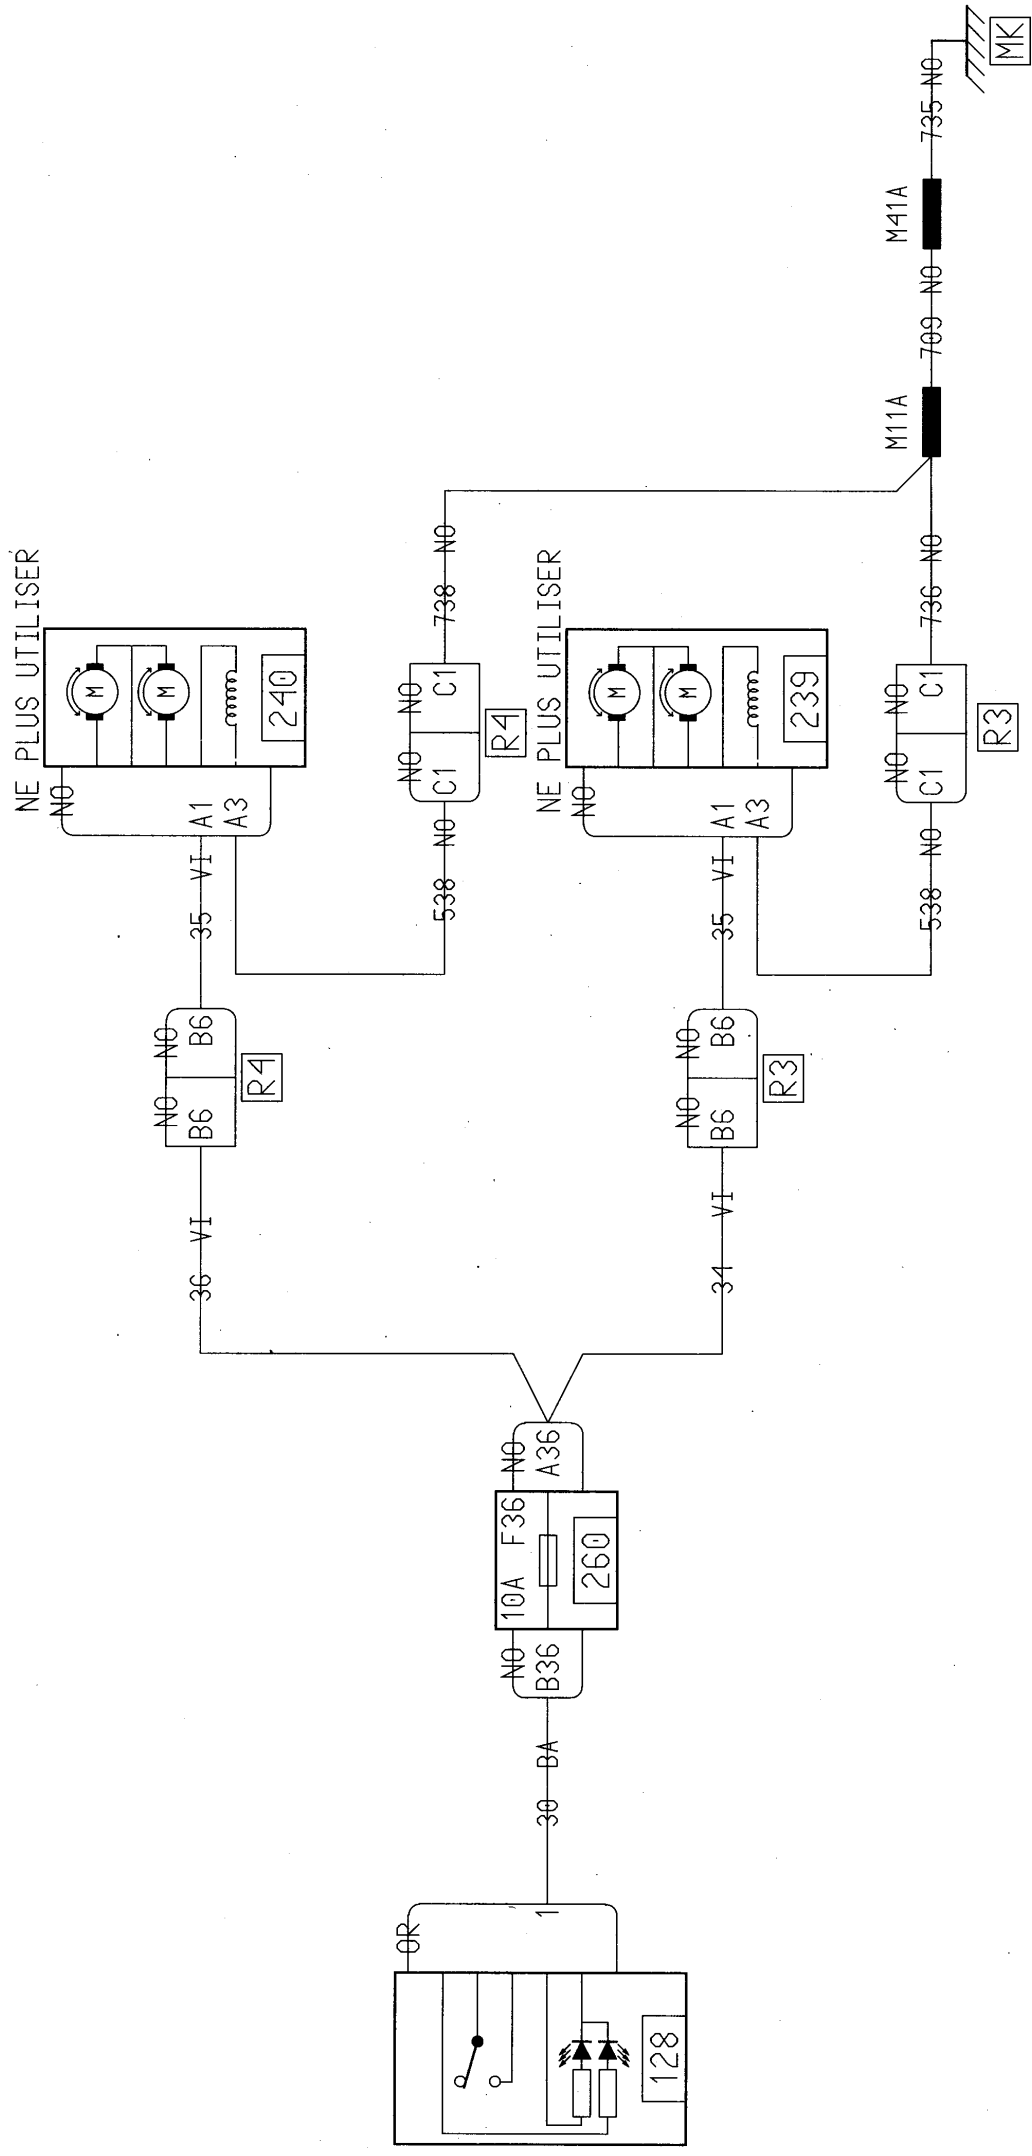 NE PLUS UTILISER
NO
A1
A3
240
36 VI
NO NO
B6 B6
R4
35 VI
538 NO
NO NO
C1 C1
R4
738 NO
128
OR
1
30 BA
NO
B36
10A F36
260
NO
A36
NE PLUS UTILISER
NO
A1
A3
239
34 VI
NO NO
B6 B6
R3
35 VI
538 NO
NO NO
C1 C1
R3
736 NO
M11A
709 NO
M41A
735 NO
MK
M
M
M
M